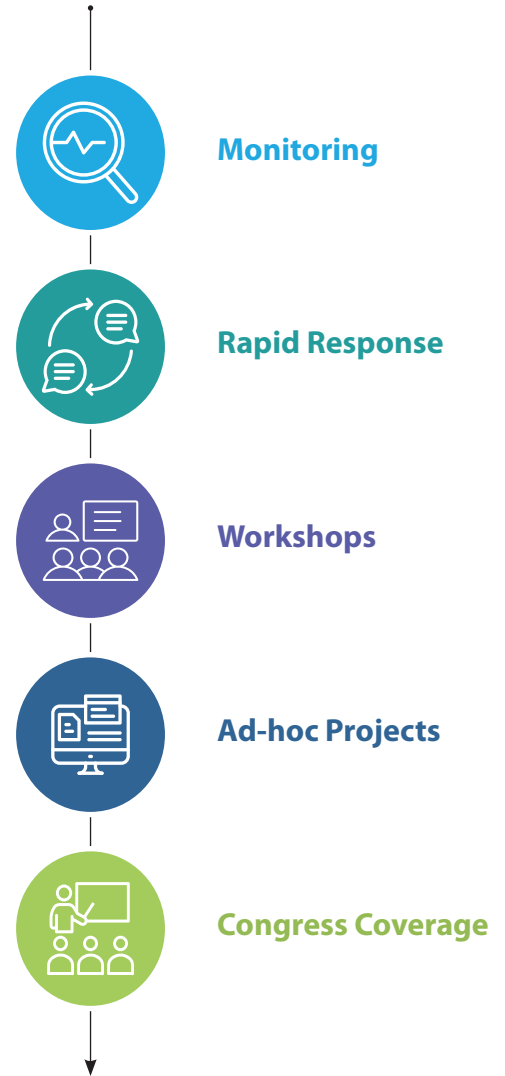 Monitoring
Rapid Response
Workshops
Ad-hoc Projects
Congress Coverage